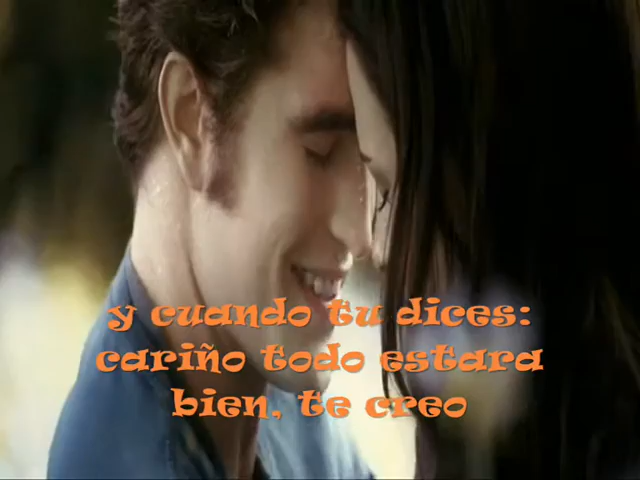 y cuando tu dices:
cariño todo estara
bien, te creo